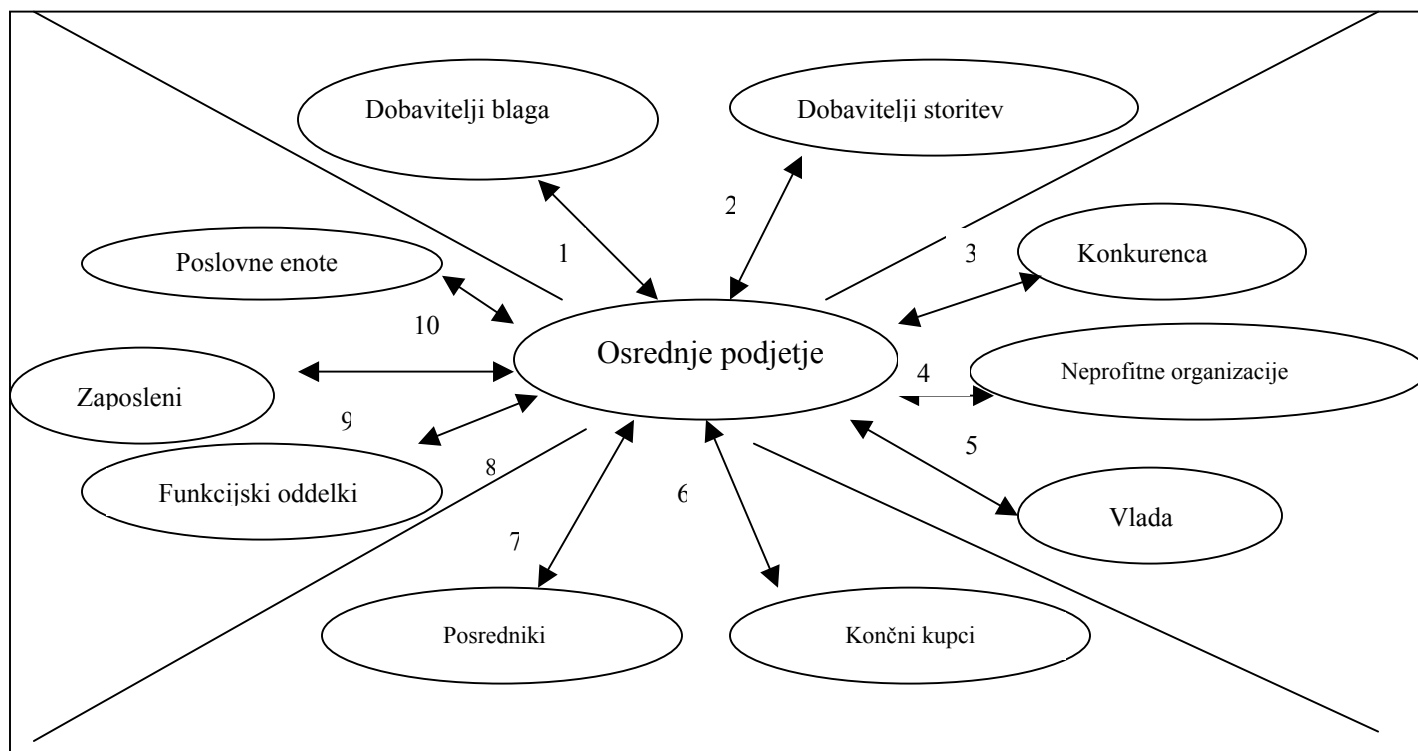 Dobavitelji blaga
Dobavitelji storitev
2
1
3
Poslovne enote
Konkurenca
10
Osrednje podjetje
4
Neprofitne organizacije
Zaposleni
9
5
8
Funkcijski oddelki
6
Vlada
7
Posredniki
Končni kupci